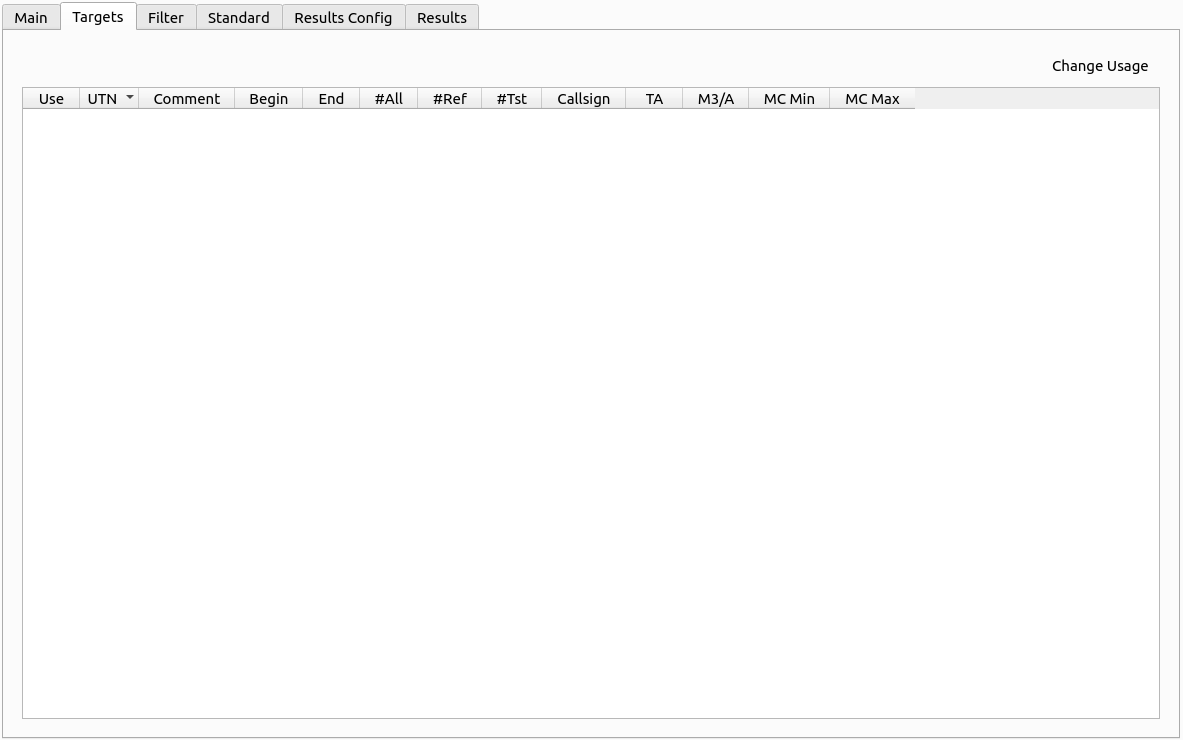 Main Targets Filter Standard Results Config Results
Change Usage
Use UTN Comment Begin End #All #Ref #Tst Callsign TA M3/A MC Min MC Max